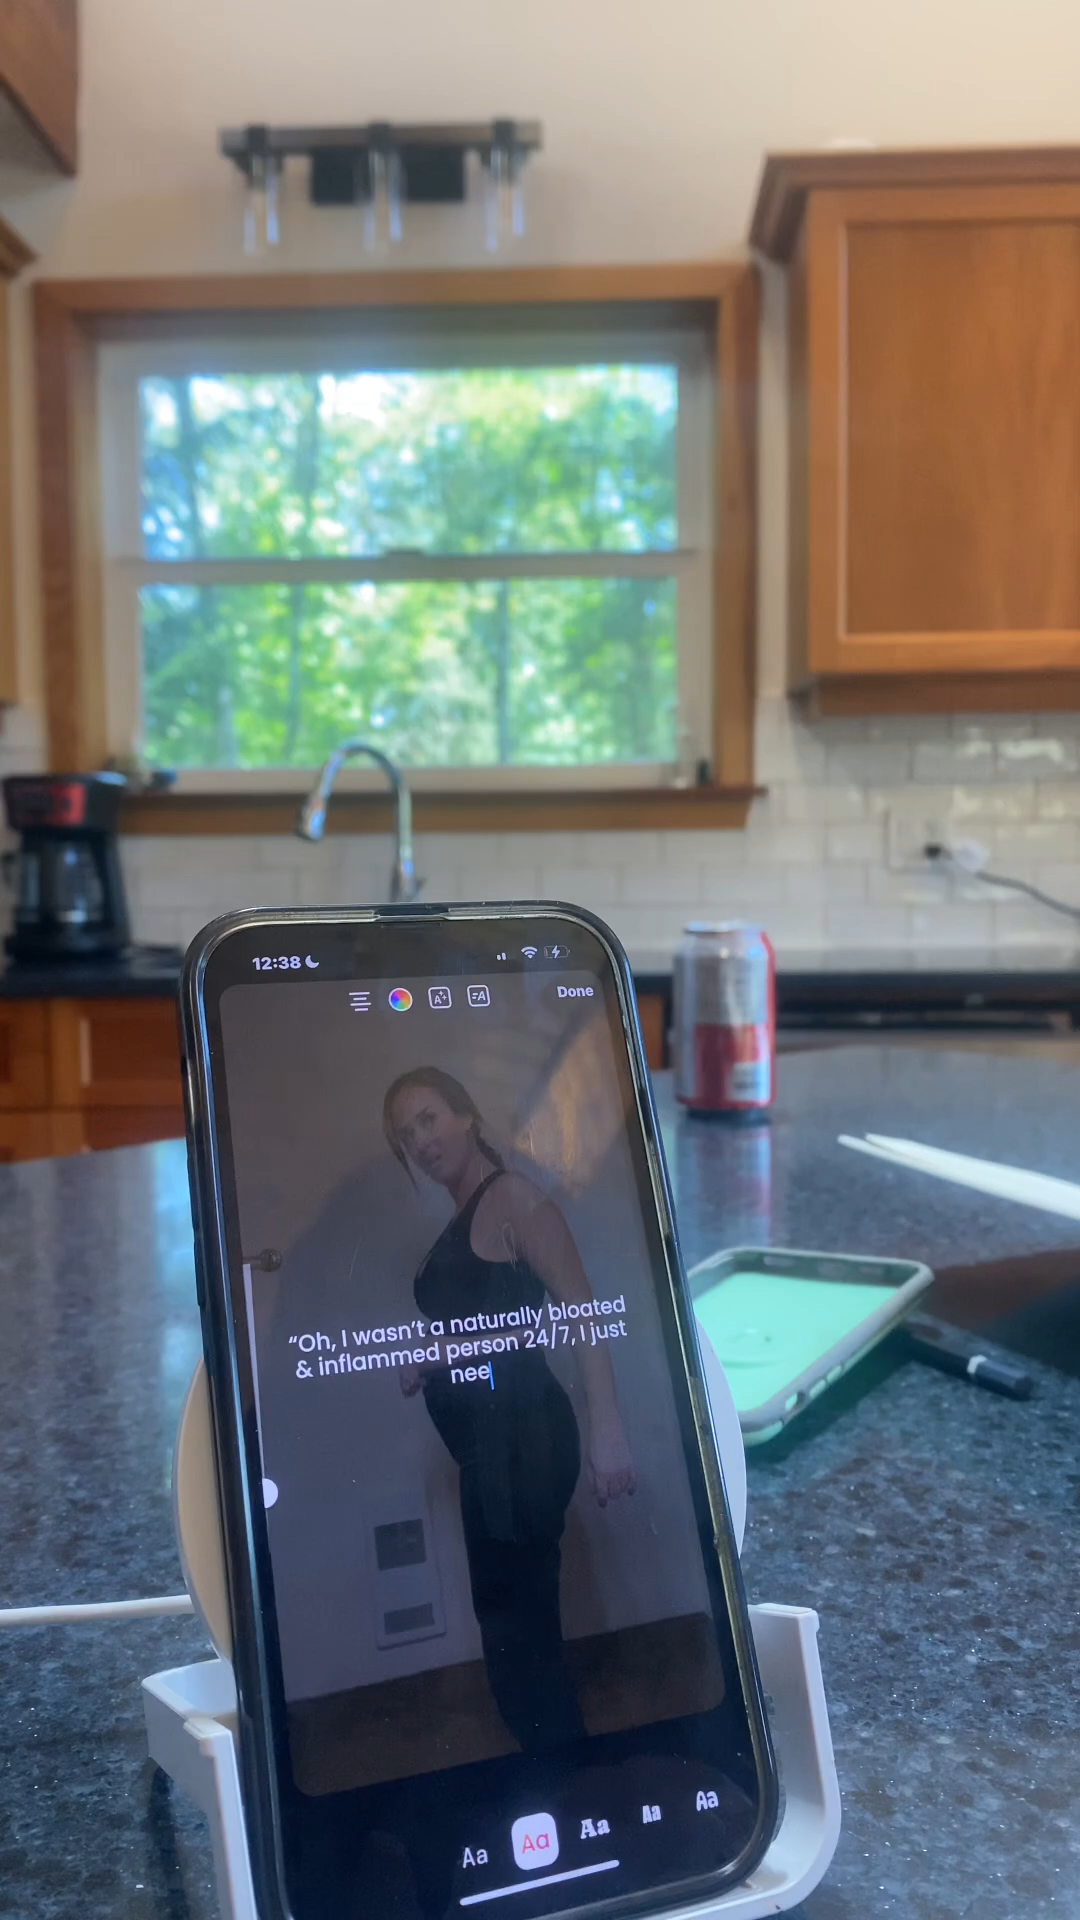 12:38
Done
“Oh, I wasn't a naturally bloated
& inflammed person 24/7, I just
nee
Aa Aa Aa Aa Aa